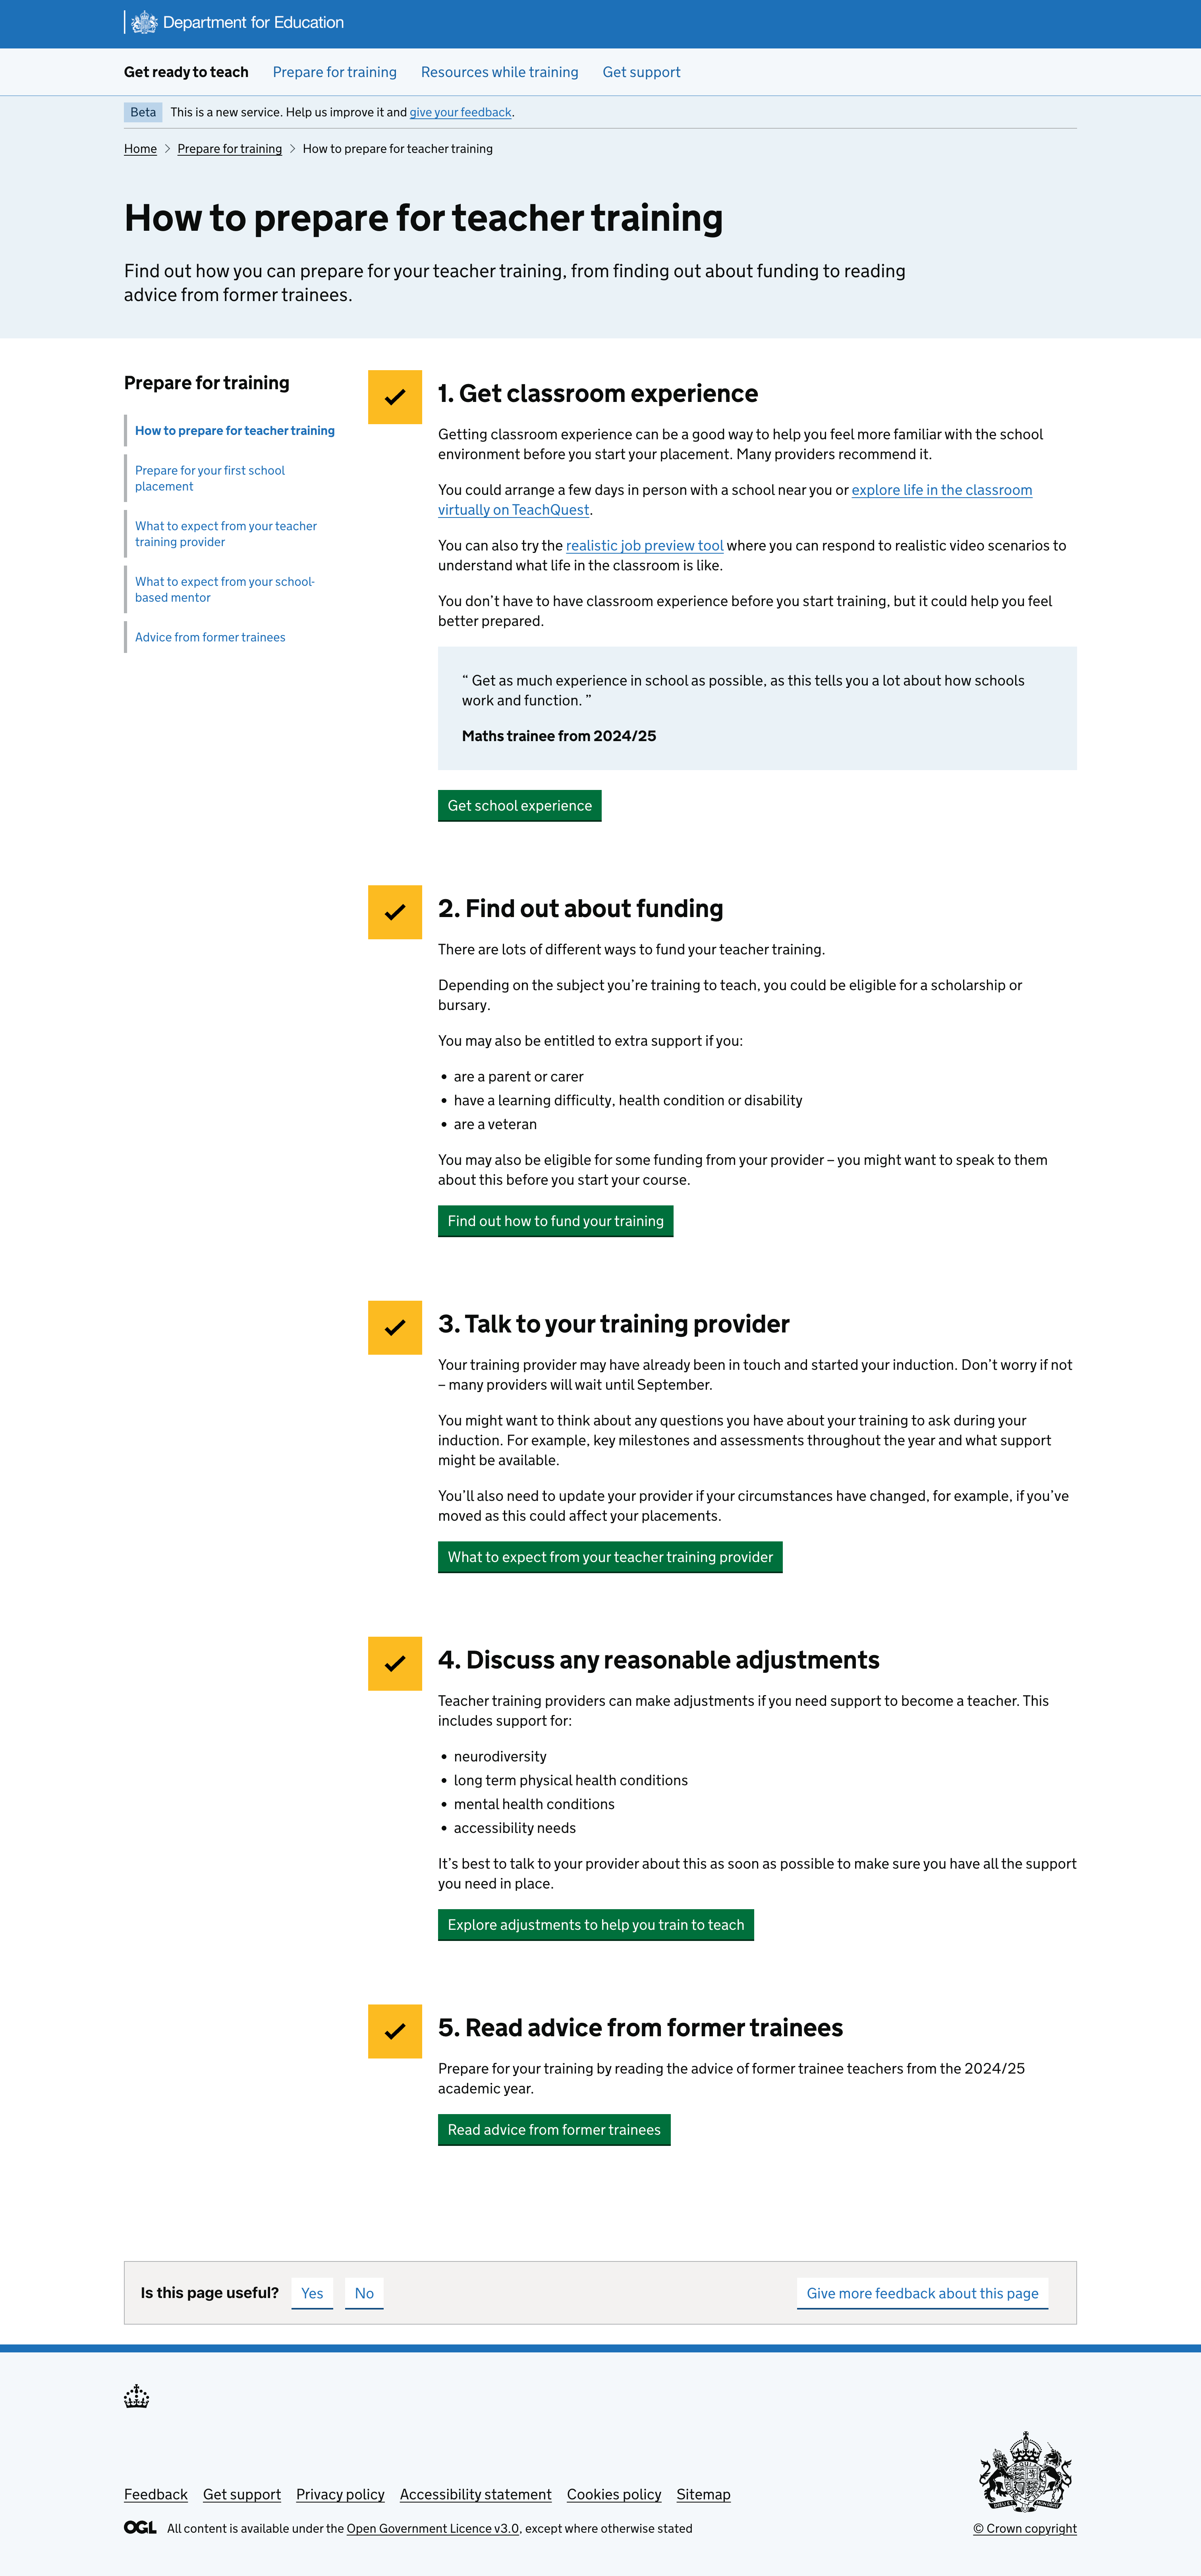 Department for Education
Get ready to teach Prepare for training Resources while training Get support
Beta This is a new service. Help us improve it and give your feedback.
Home Prepare for training How to prepare for teacher training
How to prepare for teacher training
Find out how you can prepare for your teacher training, from finding out about funding to reading
advice from former trainees.
Prepare for training
How to prepare for teacher training
Prepare for your first school
placement
What to expect from your teacher
training provider
What to expect from your school-
based mentor
Advice from former trainees
1. Get classroom experience
Getting classroom experience can be a good way to help you feel more familiar with the school
environment before you start your placement. Many providers recommend it.
You could arrange a few days in person with a school near you or explore life in the classroom
virtually on TeachQuest.
You can also try the realistic job preview tool where you can respond to realistic video scenarios to
understand what life in the classroom is like.
You don’t have to have classroom experience before you start training, but it could help you feel
better prepared.
“ Get as much experience in school as possible, as this tells you a lot about how schools
work and function. ”
Maths trainee from 2024/25
Get school experience
2. Find out about funding
There are lots of different ways to fund your teacher training.
Depending on the subject you’re training to teach, you could be eligible for a scholarship or
bursary.
You may also be entitled to extra support if you:
• are a parent or carer
• have a learning difficulty, health condition or disability
• are a veteran
You may also be eligible for some funding from your provider – you might want to speak to them
about this before you start your course.
Find out how to fund your training
3. Talk to your training provider
Your training provider may have already been in touch and started your induction. Don’t worry if not
– many providers will wait until September.
You might want to think about any questions you have about your training to ask during your
induction. For example, key milestones and assessments throughout the year and what support
might be available.
You’ll also need to update your provider if your circumstances have changed, for example, if you’ve
moved as this could affect your placements.
What to expect from your teacher training provider
4. Discuss any reasonable adjustments
Teacher training providers can make adjustments if you need support to become a teacher. This
includes support for:
• neurodiversity
• long term physical health conditions
• mental health conditions
• accessibility needs
It’s best to talk to your provider about this as soon as possible to make sure you have all the support
you need in place.
Explore adjustments to help you train to teach
5. Read advice from former trainees
Prepare for your training by reading the advice of former trainee teachers from the 2024/25
academic year.
Read advice from former trainees
Is this page useful? Yes No Give more feedback about this page
Feedback Get support Privacy policy Accessibility statement Cookies policy Sitemap
OGL All content is available under the Open Government Licence v3.0, except where otherwise stated
© Crown copyright